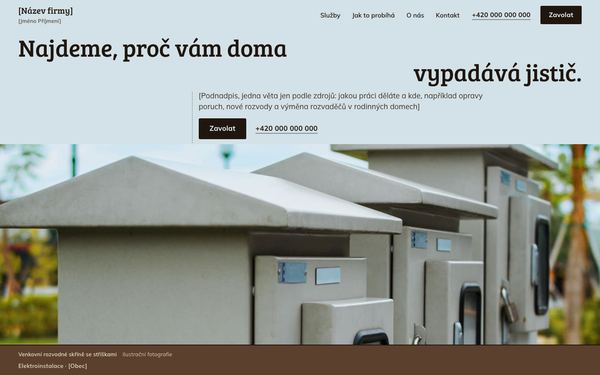 [Název firmy]
[Jméno Příjmení]
Služby Jak to probíhá O nás Kontakt +420 000 000 000 Zavolat
Najdeme, proč vám doma
vypadává jistič.
[Podnadpis, jedna věta jen podle zdrojů: jakou práci děláte a kde, například opravy
poruch, nové rozvody a výměna rozvaděčů v rodinných domech]
Zavolat +420 000 000 000
Venkovní rozvodné skříně se stříškami Ilustrační fotografie
Elektroinstalace · [Obec]